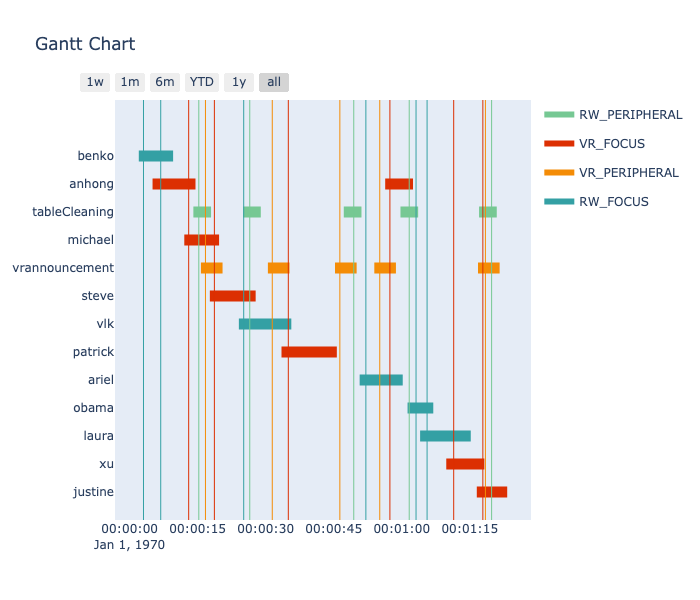 Gantt Chart
1w 1m 6m YTD 1y all
RW_PERIPHERAL
VR_FOCUS
VR_PERIPHERAL
RW_FOCUS
benko
anhong
tableCleaning
michael
vrannouncement
steve
vlk
patrick
ariel
obama
laura
xu
justine
00:00:00 00:00:15 00:00:30 00:00:45 00:01:00 00:01:15
Jan 1, 1970